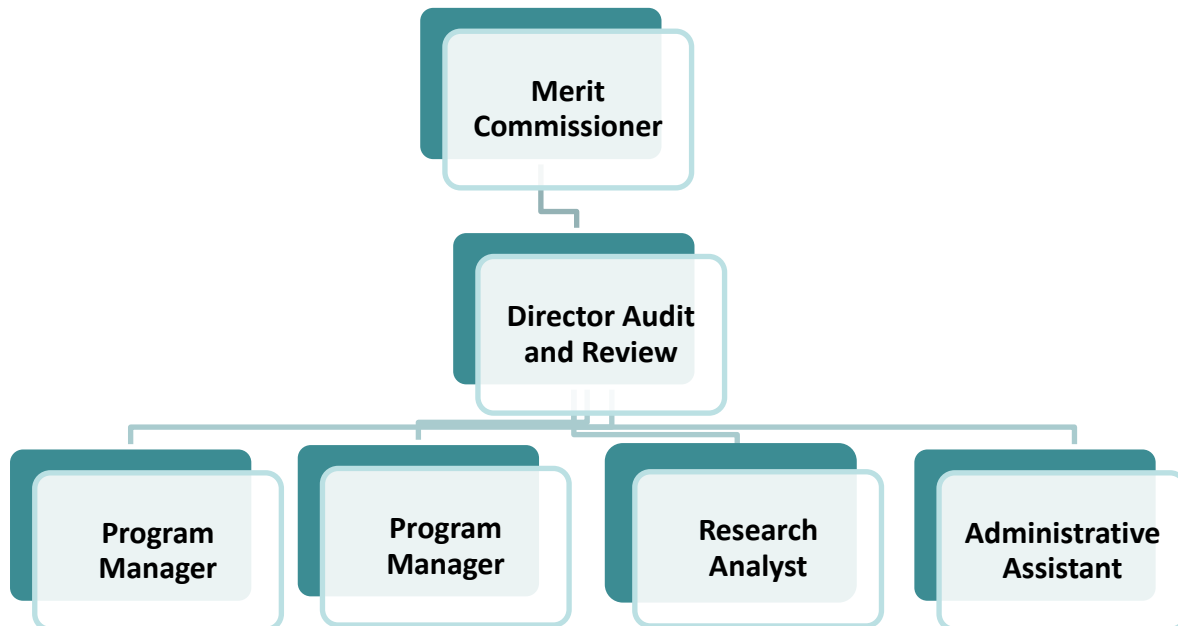 Merit
Commissioner
Director Audit
and Review
Program
Manager
Program
Manager
Research
Analyst
Administrative
Assistant